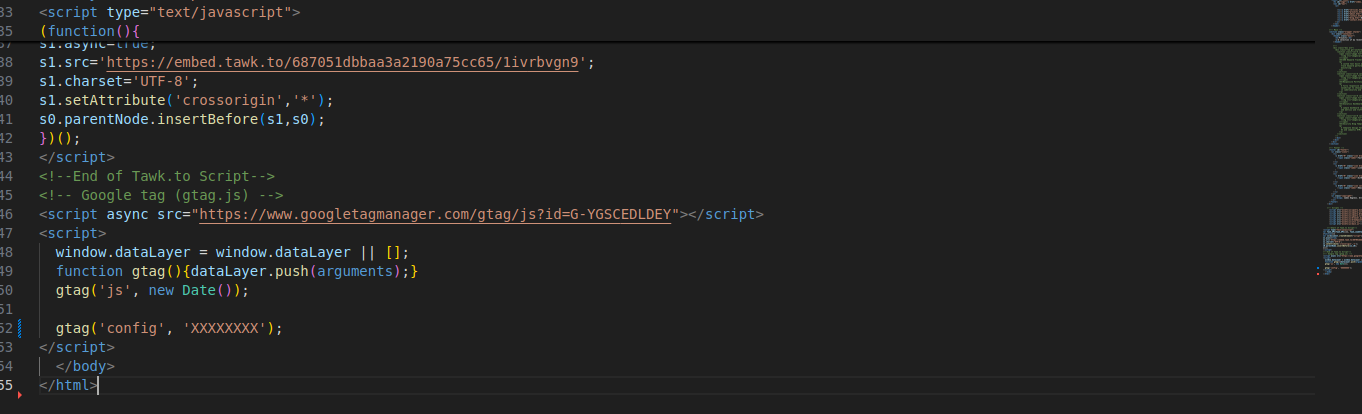 33 <script type="text/javascript">
35 (function(){
37 s1.async=true;
38 s1.src='https://embed.tawk.to/687051dbbaa3a2190a75cc65/1ivrbvgn9';
39 s1.charset='UTF-8';
40 s1.setAttribute('crossorigin','*');
41 s0.parentNode.insertBefore(s1,s0);
42 })();
43 </script>
44 <!--End of Tawk.to Script-->
45 <!-- Google tag (gtag.js) -->
46 <script async src="https://www.googletagmanager.com/gtag/js?id=G-YGSCEDLDEY"></script>
47 <script>
48 window.dataLayer = window.dataLayer || [];
49 function gtag(){dataLayer.push(arguments);}
50 gtag('js', new Date());
51
52 gtag('config', 'XXXXXXXX');
53 </script>
54 </body>
55 </html>